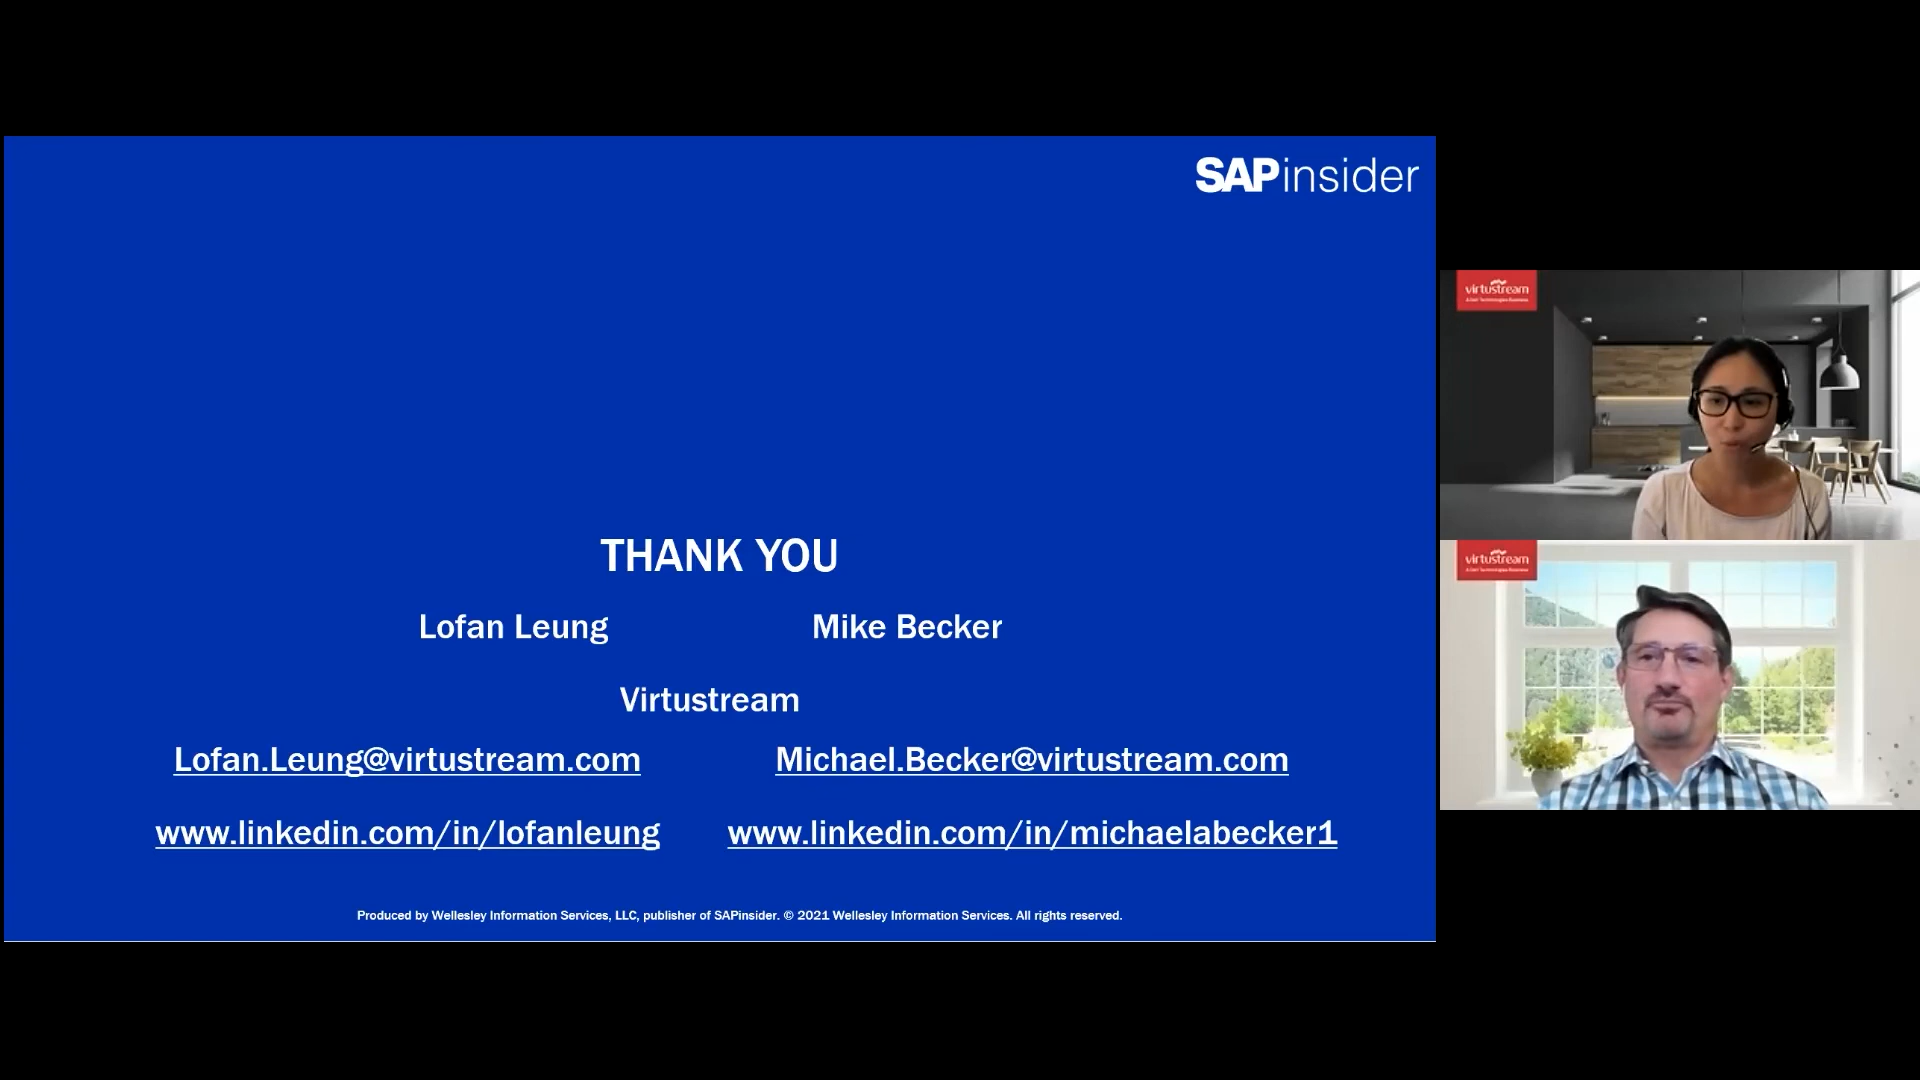 SAPinsider
THANK YOU
Lofan Leung Mike Becker
Virtustream
Lofan.Leung@virtustream.com Michael.Becker@virtustream.com
www.linkedin.com/in/lofanleung www.linkedin.com/in/michaelabecker1
Produced by Wellesley Information Services, LLC, publisher of SAPinsider. © 2021 Wellesley Information Services. All rights reserved.
virtustream
virtustream